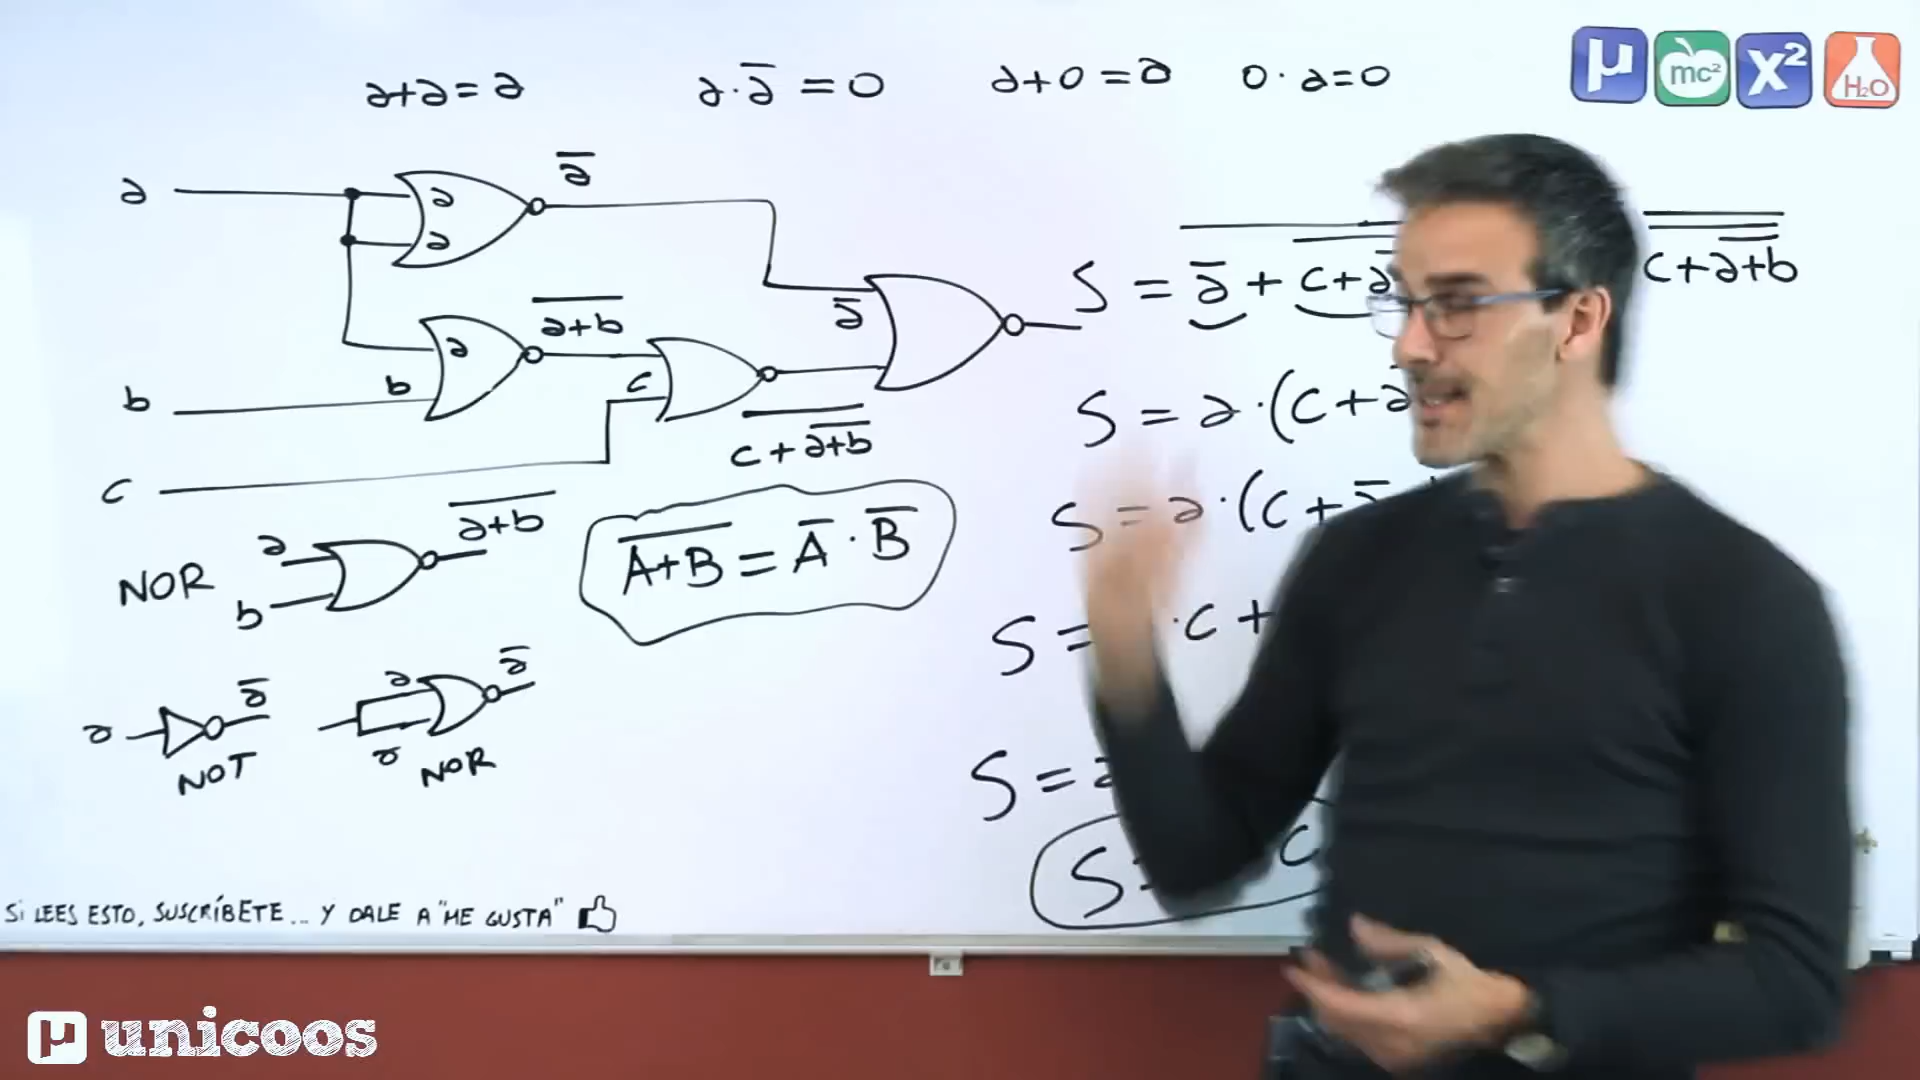 a+a=a
a·a̅=0
a+0=a
0·a=0
µ
mc²
x²
H₂O
a
a
a
a̅
b
a
b
a̅+̅b̅
c
c
c+a̅+̅b̅
a̅
S = a̅ + c+a
c+a+b
S = a·(c+a
S = a·(c+a̅
S = ·c+
S = a
S = c
NOR
a
b
a̅+̅b̅
A̅+̅B̅ = A̅·B̅
a
a̅
NOT
a
a
a̅
NOR
Si LEES ESTO, SUSCRÍBETE... Y DALE A "ME GUSTA"
µ unicoos